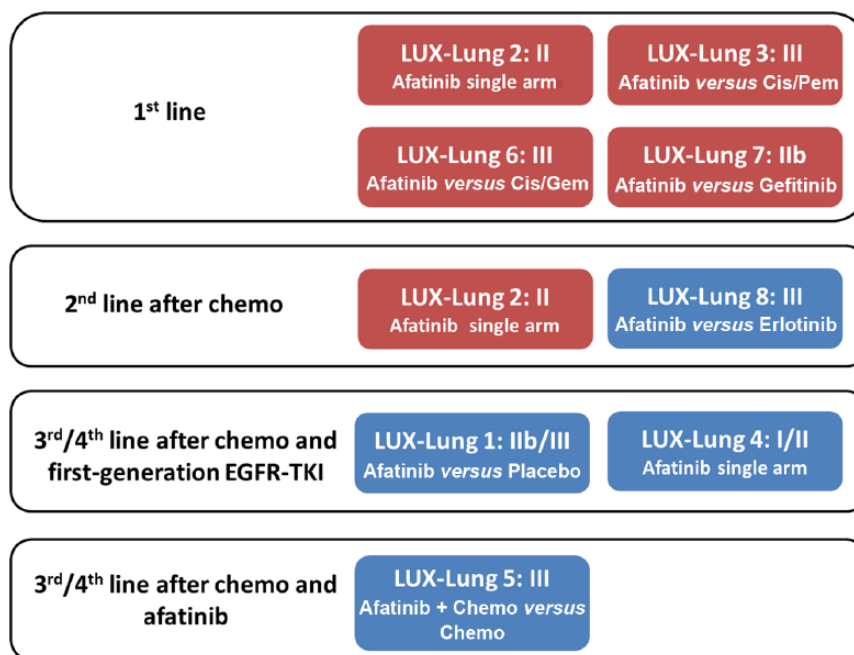 1st line
LUX-Lung 2: II
Afatinib single arm
LUX-Lung 3: III
Afatinib versus Cis/Pem
LUX-Lung 6: III
Afatinib versus Cis/Gem
LUX-Lung 7: IIb
Afatinib versus Gefitinib
2nd line after chemo
LUX-Lung 2: II
Afatinib single arm
LUX-Lung 8: III
Afatinib versus Erlotinib
3rd/4th line after chemo and
first-generation EGFR-TKI
LUX-Lung 1: IIb/III
Afatinib versus Placebo
LUX-Lung 4: I/II
Afatinib single arm
3rd/4th line after chemo and
afatinib
LUX-Lung 5: III
Afatinib + Chemo versus
Chemo